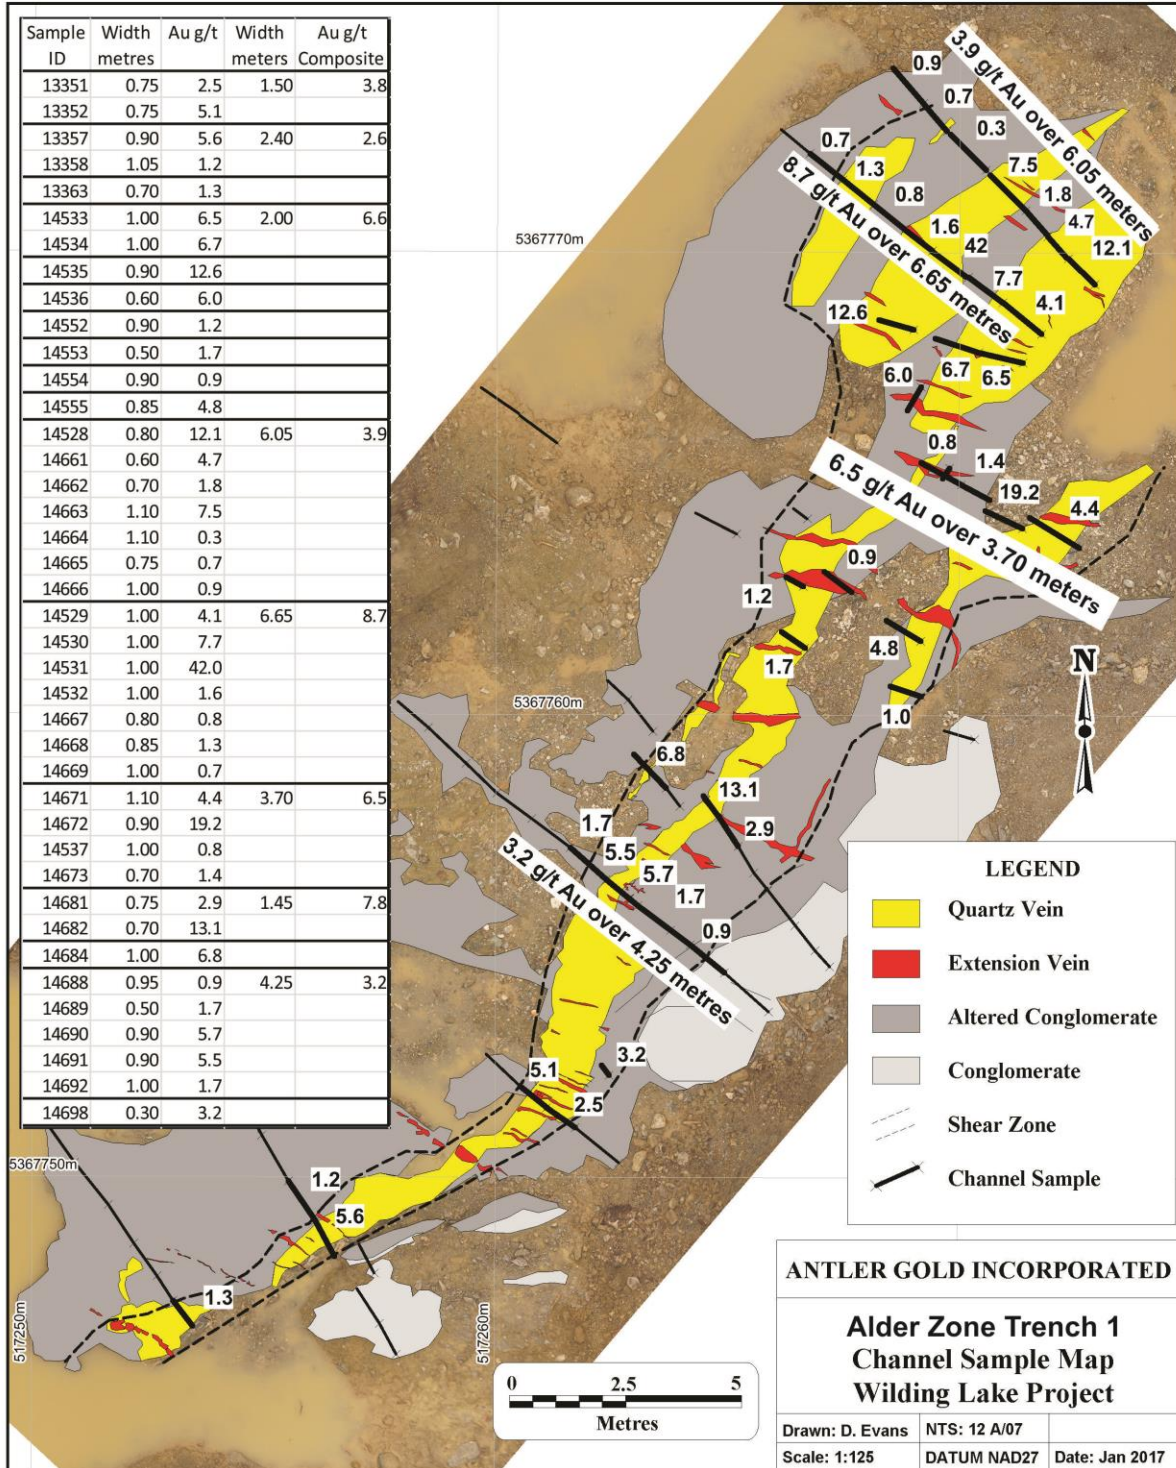 Sample Width Au g/t Width Au g/t
ID metres meters Composite
13351 0.75 2.5 1.50 3.8
13352 0.75 5.1
13357 0.90 5.6 2.40 2.6
13358 1.05 1.2
13363 0.70 1.3
14533 1.00 6.5 2.00 6.6
14534 1.00 6.7
14535 0.90 12.6
14536 0.60 6.0
14552 0.90 1.2
14553 0.50 1.7
14554 0.90 0.9
14555 0.85 4.8
14528 0.80 12.1 6.05 3.9
14661 0.60 4.7
14662 0.70 1.8
14663 1.10 7.5
14664 1.10 0.3
14665 0.75 0.7
14666 1.00 0.9
14529 1.00 4.1 6.65 8.7
14530 1.00 7.7
14531 1.00 42.0
14532 1.00 1.6
14667 0.80 0.8
14668 0.85 1.3
14669 1.00 0.7
14671 1.10 4.4 3.70 6.5
14672 0.90 19.2
14537 1.00 0.8
14673 0.70 1.4
14681 0.75 2.9 1.45 7.8
14682 0.70 13.1
14684 1.00 6.8
14688 0.95 0.9 4.25 3.2
14689 0.50 1.7
14690 0.90 5.7
14691 0.90 5.5
14692 1.00 1.7
14698 0.30 3.2
0.9
0.7
0.3
3.9 g/t Au over 6.05 meters
7.5
1.8
4.7
12.1
0.7
1.3
0.8
8.7 g/t Au over 6.65 metres
1.6
42
7.7
4.1
5367770m
12.6
6.7
6.5
6.0
0.8
1.4
19.2
4.4
6.5 g/t Au over 3.70 meters
0.9
1.2
1.7
4.8
1.0
5367760m
6.8
13.1
2.9
1.7
5.5
5.7
1.7
0.9
3.2 g/t Au over 4.25 metres
3.2
5.1
2.5
5367750m
1.2
5.6
1.3
517250m
517260m
N
LEGEND
Quartz Vein
Extension Vein
Altered Conglomerate
Conglomerate
Shear Zone
Channel Sample
0 2.5 5
Metres
ANTLER GOLD INCORPORATED
Alder Zone Trench 1
Channel Sample Map
Wilding Lake Project
Drawn: D. Evans NTS: 12 A/07
Scale: 1:125 DATUM NAD27 Date: Jan 2017